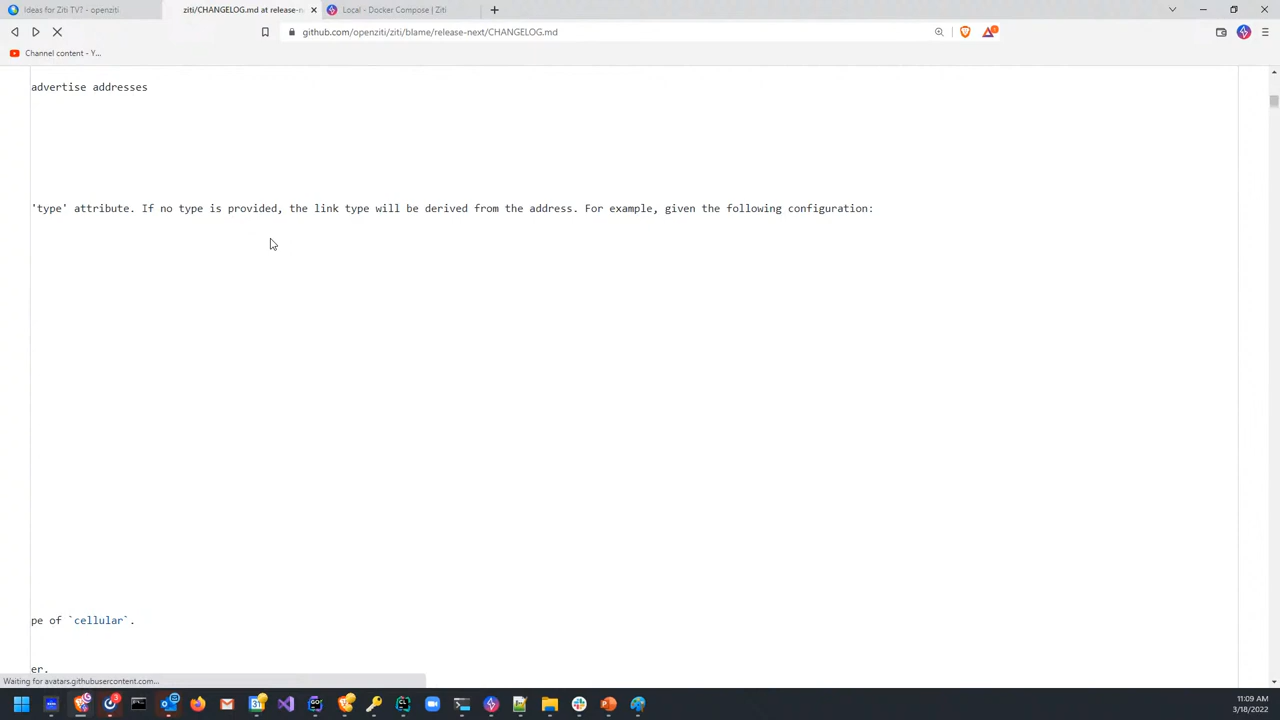 Ideas for Ziti TV? - openziti
ziti/CHANGELOG.md at release-n
Local - Docker Compose | Ziti
github.com/openziti/ziti/blame/release-next/CHANGELOG.md
Channel content - Y...
advertise addresses
'type' attribute. If no type is provided, the link type will be derived from the address. For example, given the following configuration:
pe of `cellular`.
er.
Waiting for avatars.githubusercontent.com...
11:09 AM
3/18/2022